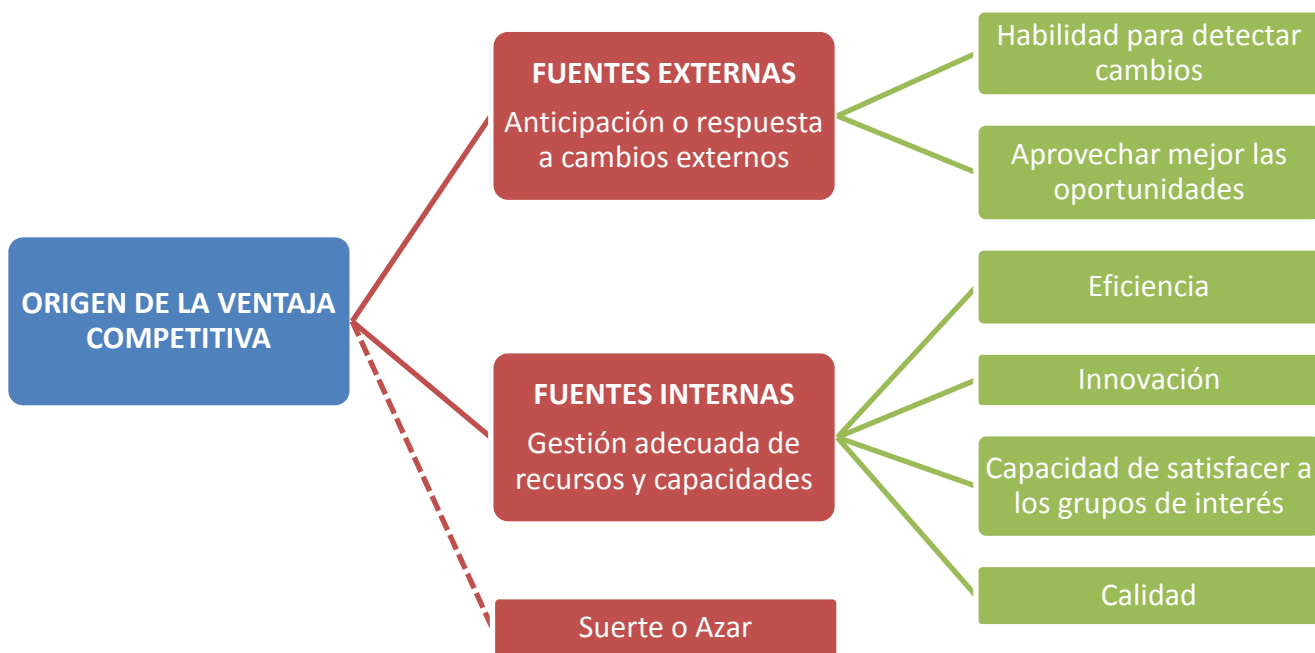 ORIGEN DE LA VENTAJA
COMPETITIVA
FUENTES EXTERNAS
Anticipación o respuesta
a cambios externos
Habilidad para detectar
cambios
Aprovechar mejor las
oportunidades
FUENTES INTERNAS
Gestión adecuada de
recursos y capacidades
Eficiencia
Innovación
Capacidad de satisfacer a
los grupos de interés
Calidad
Suerte o Azar